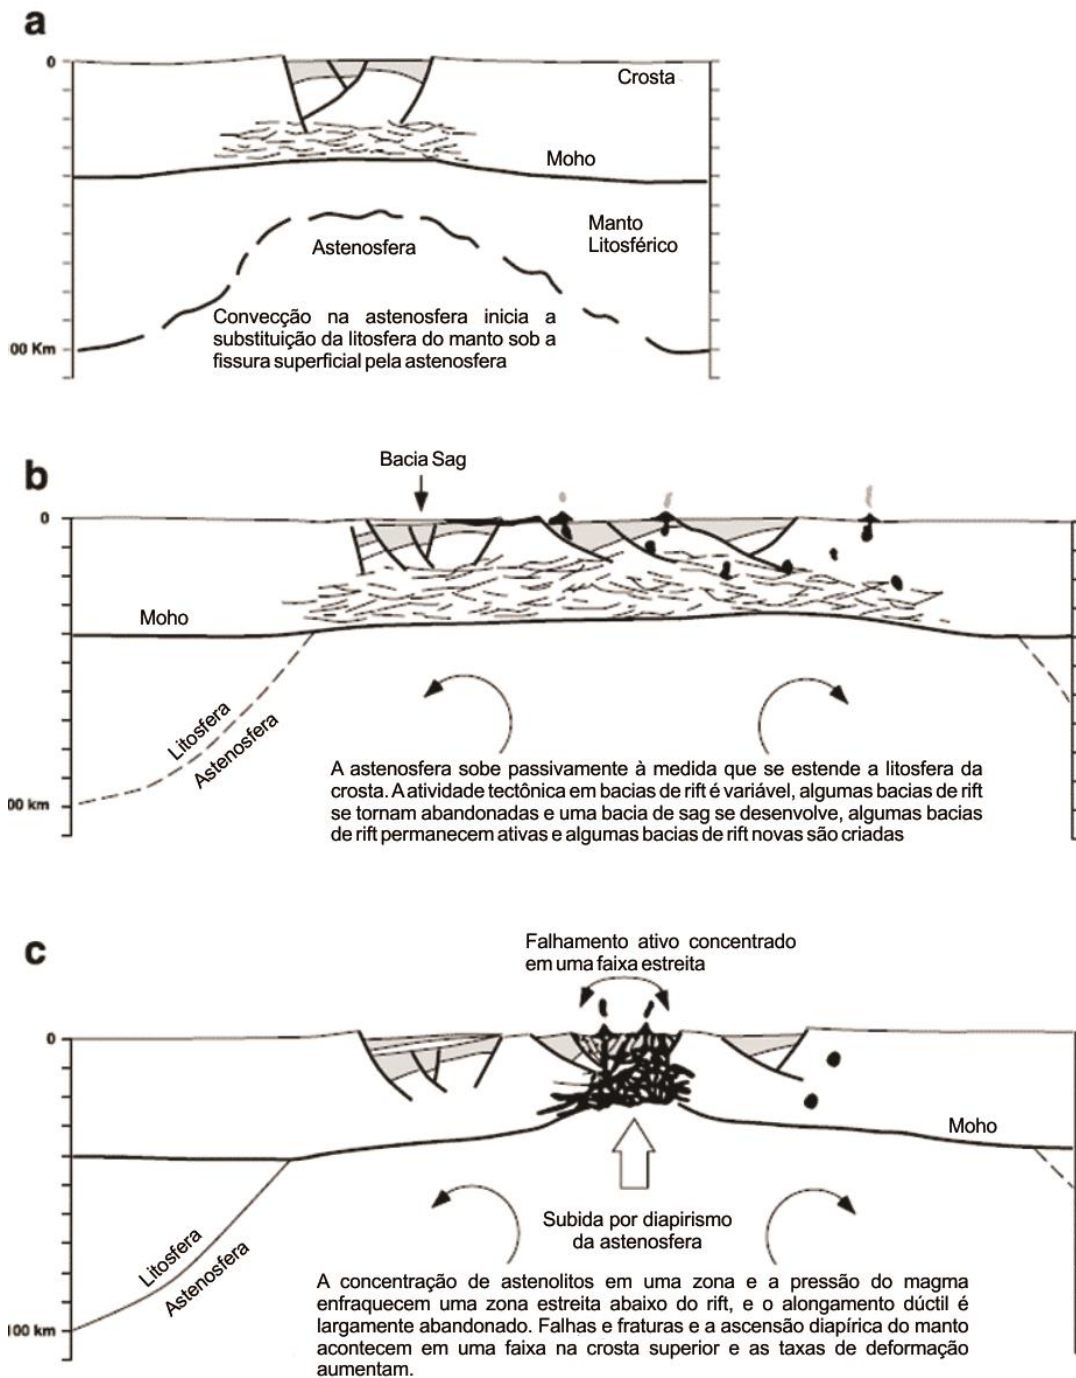 a
0
Crosta
Moho
Manto
Litosférico
Astenosfera
Convecção na astenosfera inicia a
substituição da litosfera do manto sob a
fissura superficial pela astenosfera
00 Km
Bacia Sag
b
0
Moho
Litosfera
Astenosfera
00 km
A astenosfera sobe passivamente à medida que se estende a litosfera da
crosta. A atividade tectônica em bacias de rift é variável, algumas bacias de rift
se tornam abandonadas e uma bacia de sag se desenvolve, algumas bacias
de rift permanecem ativas e algumas bacias de rift novas são criadas
c
Falhamento ativo concentrado
em uma faixa estreita
0
Moho
Litosfera
Astenosfera
Subida por diapirismo
da astenosfera
100 km
A concentração de astenolitos em uma zona e a pressão do magma
enfraquecem uma zona estreita abaixo do rift, e o alongamento dúctil é
largamente abandonado. Falhas e fraturas e a ascensão diapírica do manto
acontecem em uma faixa na crosta superior e as taxas de deformação
aumentam.